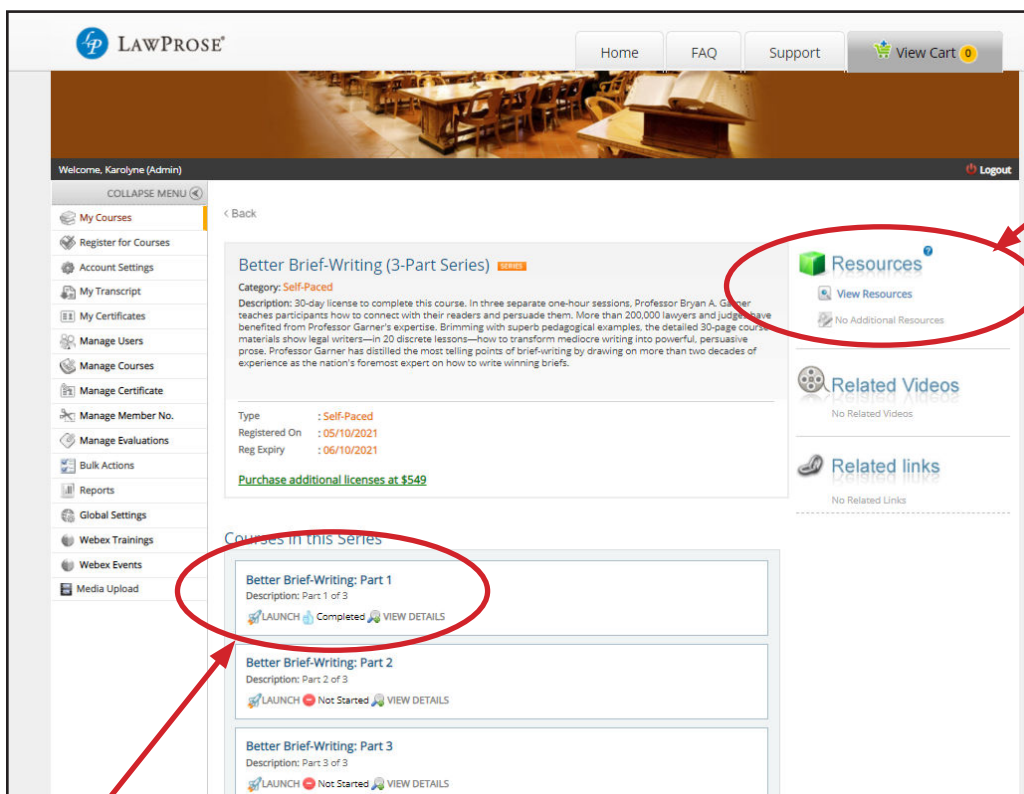 LAWPROSE®
Home
FAQ
Support
View Cart 0
Welcome, Karolyne (Admin)
Logout
COLLAPSE MENU
My Courses
Register for Courses
Account Settings
My Transcript
My Certificates
Manage Users
Manage Courses
Manage Certificate
Manage Member No.
Manage Evaluations
Bulk Actions
Reports
Global Settings
Webex Trainings
Webex Events
Media Upload
< Back
Better Brief-Writing (3-Part Series) SERIES
Category: Self-Paced
Description: 30-day license to complete this course. In three separate one-hour sessions, Professor Bryan A. Garner
teaches participants how to connect with their readers and persuade them. More than 200,000 lawyers and judges have
benefited from Professor Garner's expertise. Brimming with superb pedagogical examples, the detailed 30-page course
materials show legal writers—in 20 discrete lessons—how to transform mediocre writing into powerful, persuasive
prose. Professor Garner has distilled the most telling points of brief-writing by drawing on more than two decades of
experience as the nation's foremost expert on how to write winning briefs.
Type : Self-Paced
Registered On : 05/10/2021
Reg Expiry : 06/10/2021
Purchase additional licenses at $549
Courses in this Series
Better Brief-Writing: Part 1
Description: Part 1 of 3
LAUNCH Completed VIEW DETAILS
Better Brief-Writing: Part 2
Description: Part 2 of 3
LAUNCH Not Started VIEW DETAILS
Better Brief-Writing: Part 3
Description: Part 3 of 3
LAUNCH Not Started VIEW DETAILS
Resources ?
View Resources
No Additional Resources
Related Videos
No Related Videos
Related links
No Related Links